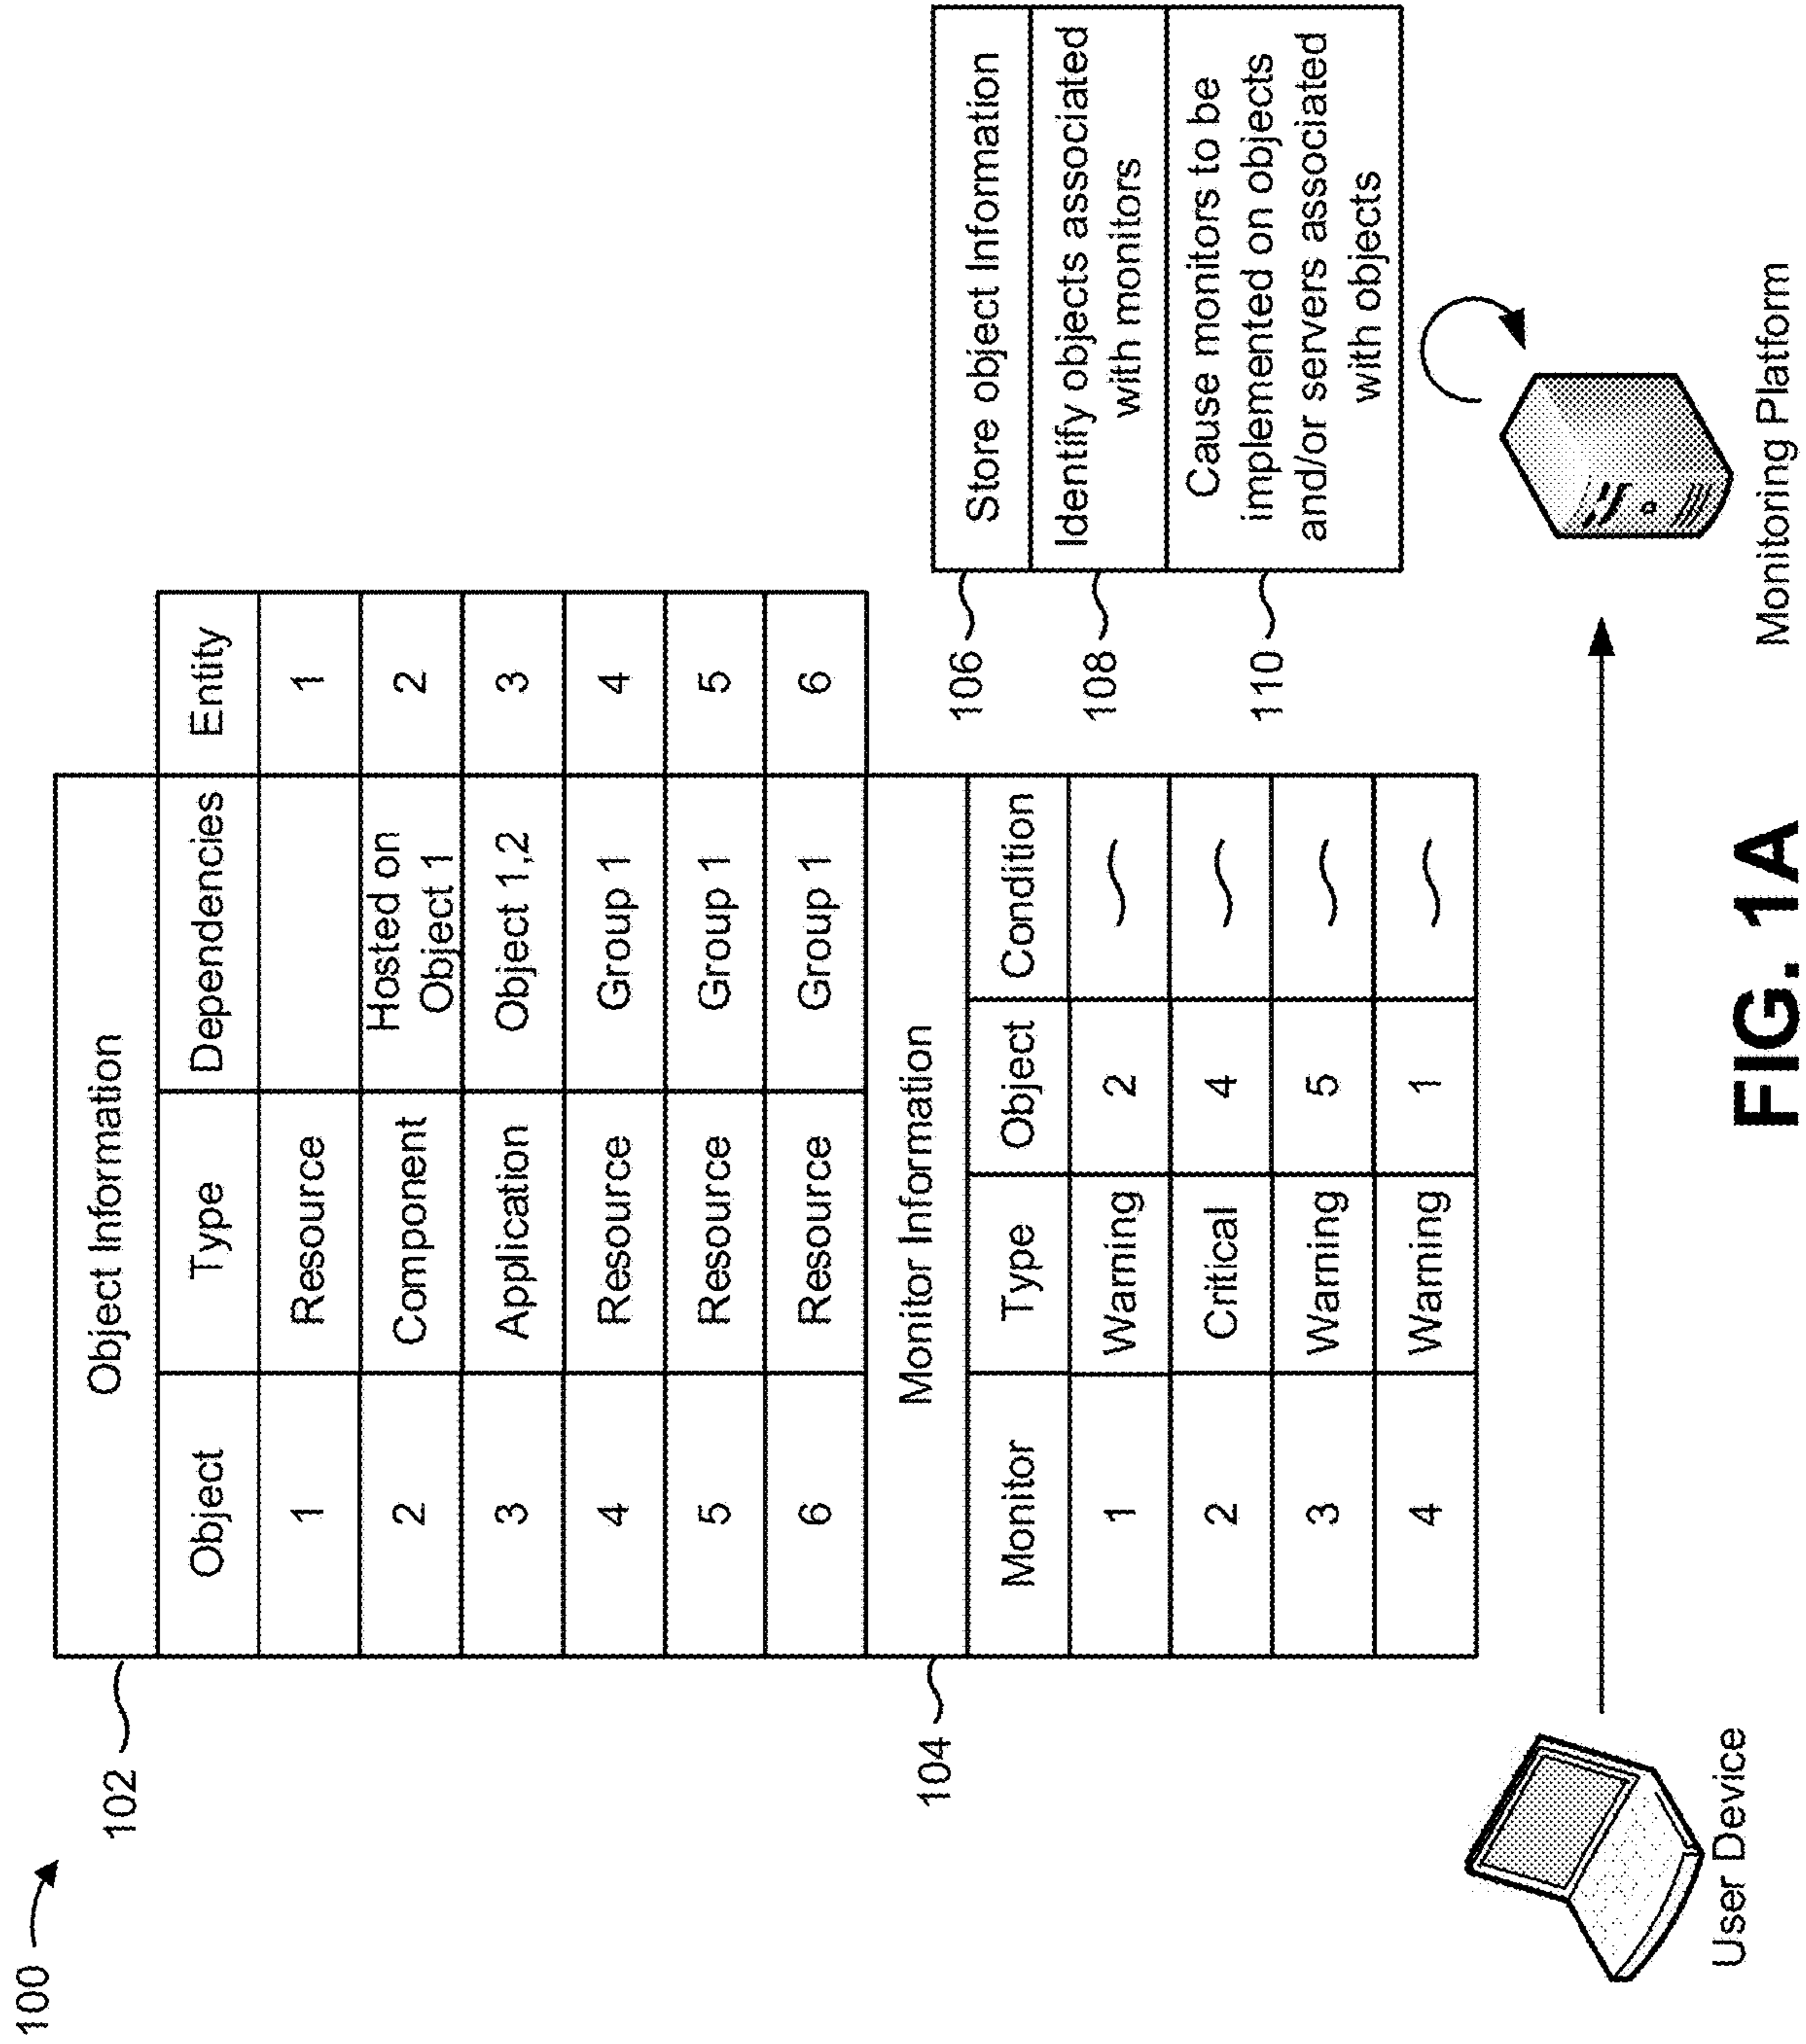 100
102
Object Information
Object Type Dependencies Entity
1 Resource 1
2 Component Hosted on Object 1 2
3 Application Object 1,2 3
4 Resource Group 1 4
5 Resource Group 1 5
6 Resource Group 1 6
104
Monitor Information
Monitor Type Object Condition
1 Warning 2
2 Critical 4
3 Warning 5
4 Warning 1
106
Store object Information
108
Identify objects associated
with monitors
110
Cause monitors to be
implemented on objects
and/or servers associated
with objects
User Device
Monitoring Platform
FIG. 1A